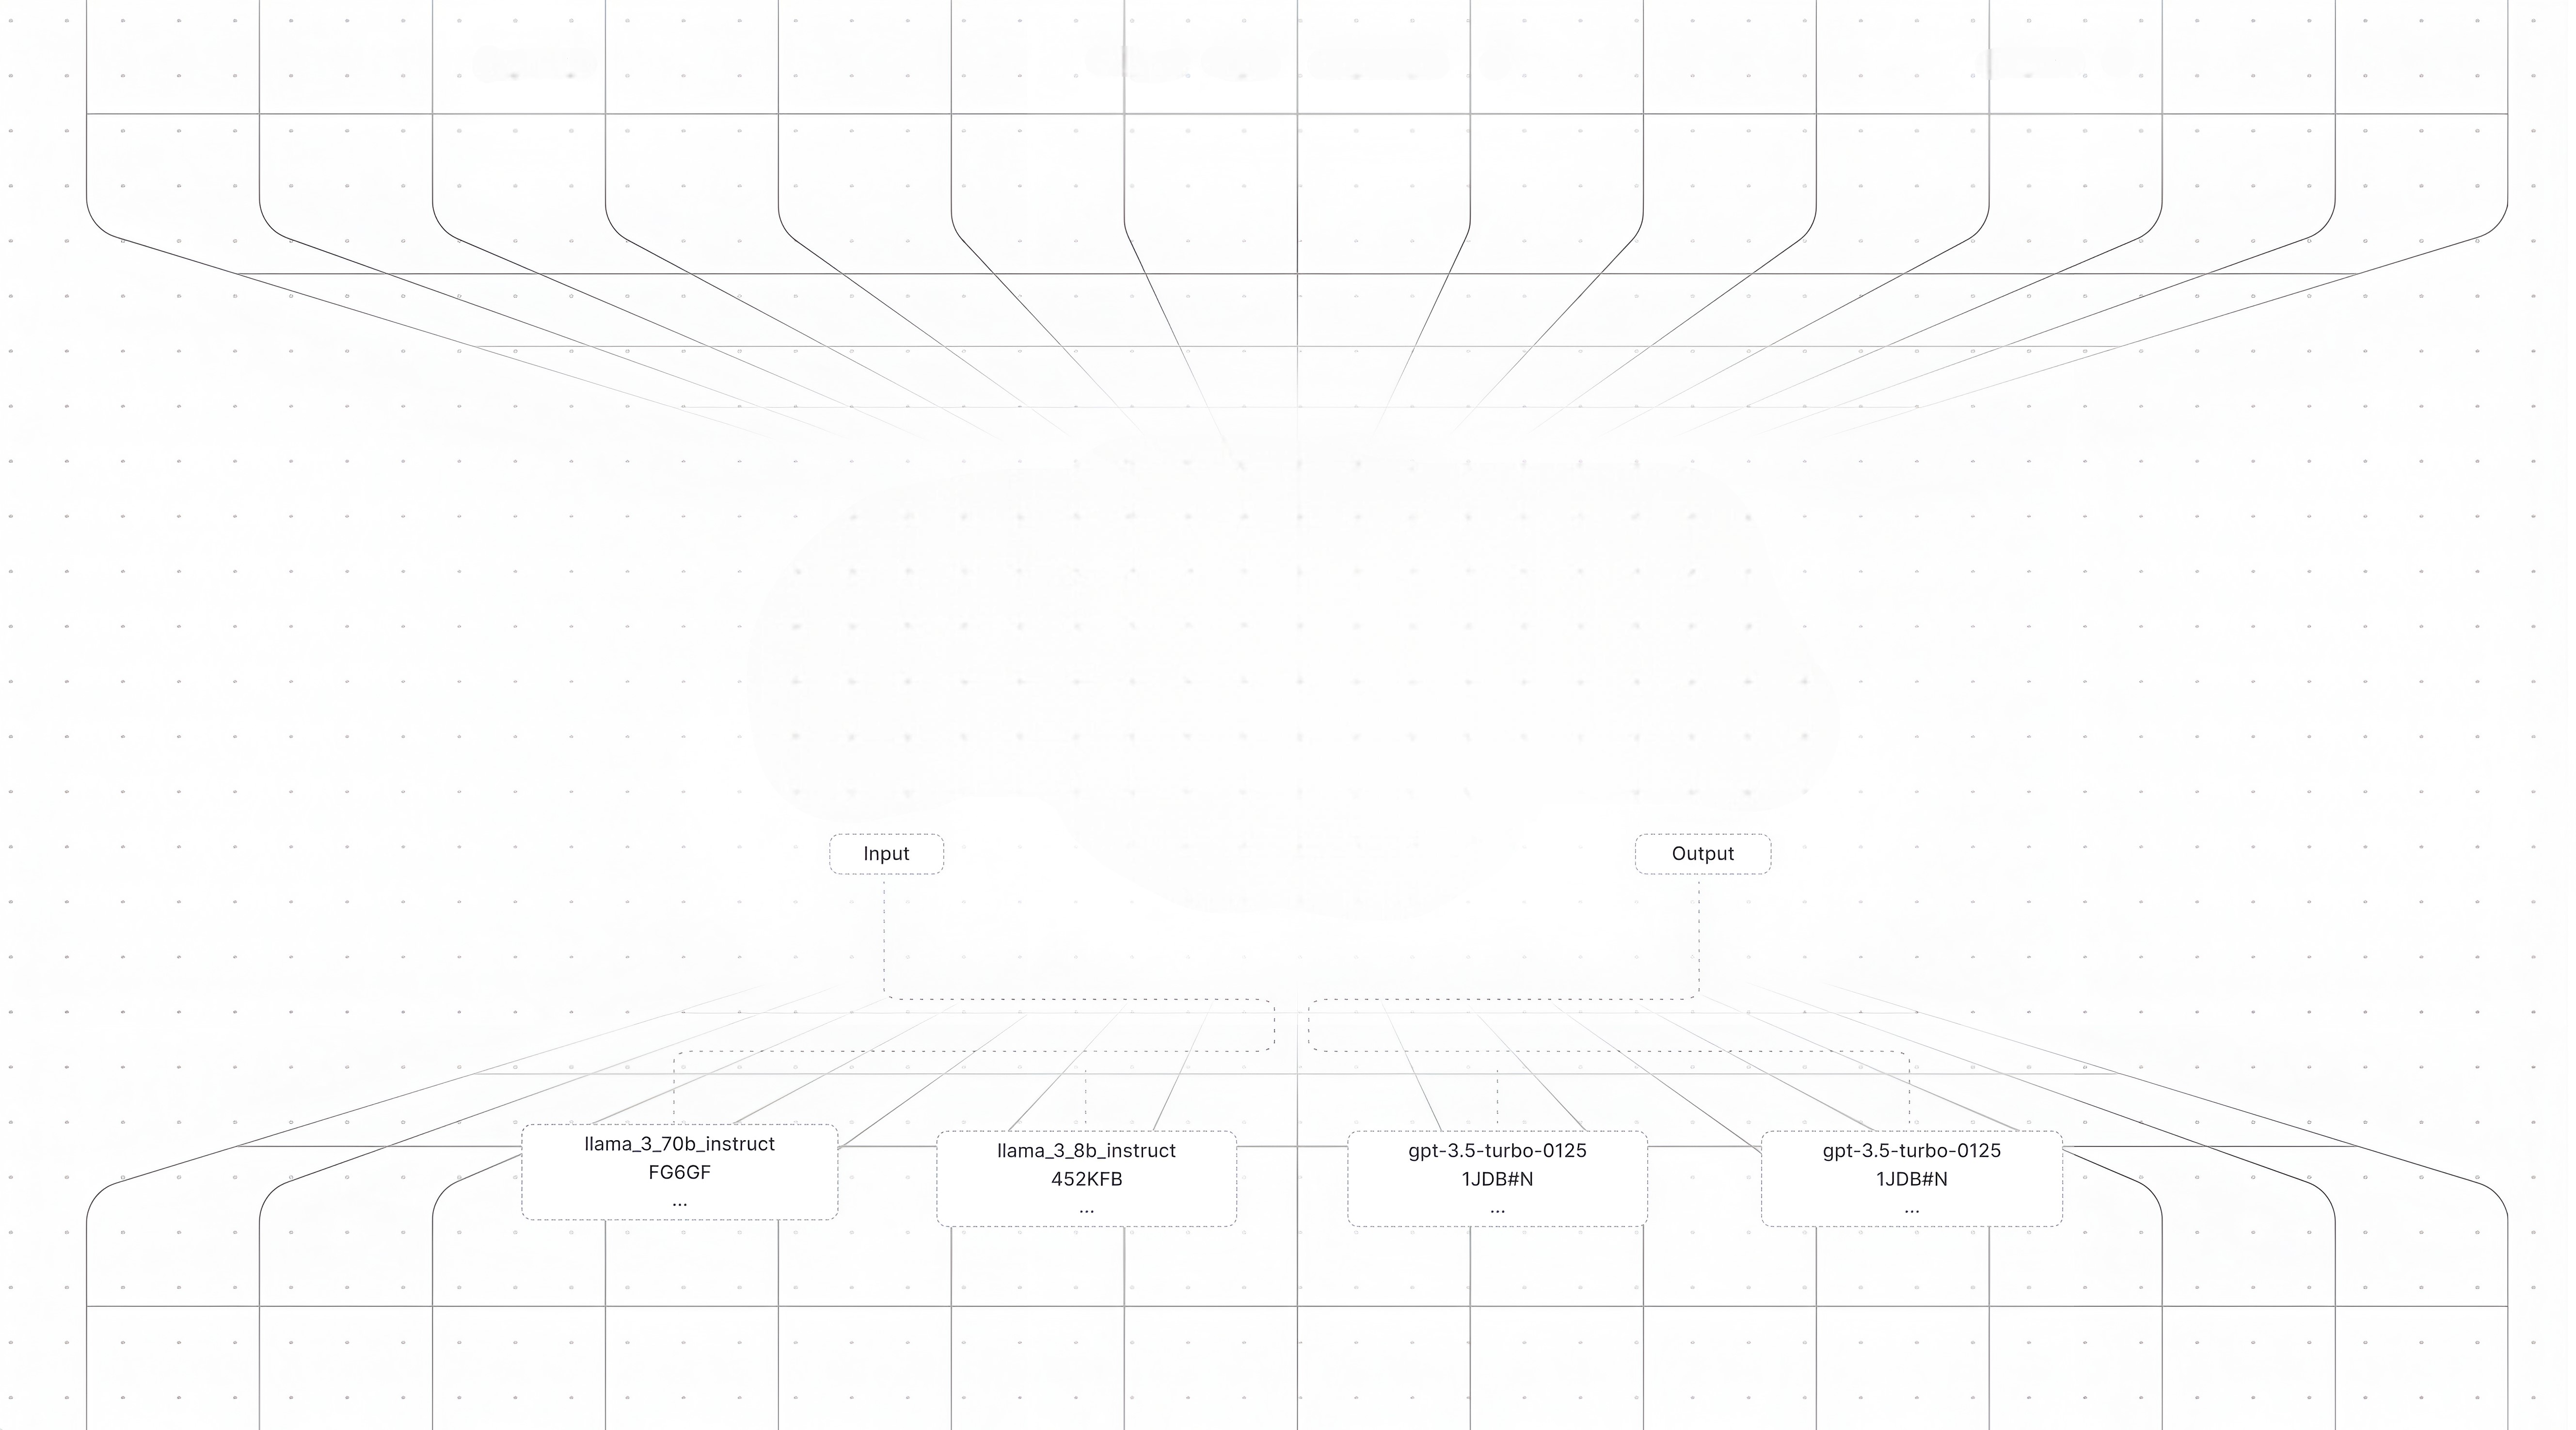 Input
Output
llama_3_70b_instruct
FG6GF
...
llama_3_8b_instruct
452KFB
...
gpt-3.5-turbo-0125
1JDB#N
...
gpt-3.5-turbo-0125
1JDB#N
...